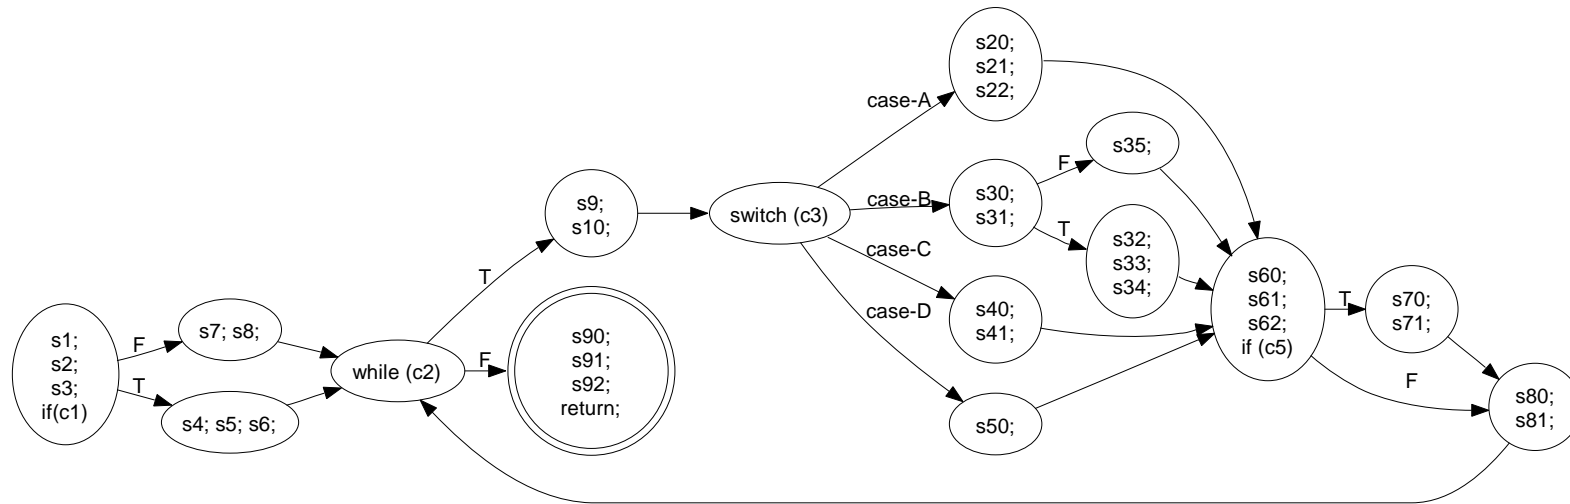 s1;
s2;
s3;
if(c1)
F
T
s7; s8;
s4; s5; s6;
while (c2)
T
F
s9;
s10;
s90;
s91;
s92;
return;
switch (c3)
case-A
case-B
case-C
case-D
s20;
s21;
s22;
s30;
s31;
F
T
s35;
s32;
s33;
s34;
s40;
s41;
s50;
s60;
s61;
s62;
if (c5)
T
F
s70;
s71;
s80;
s81;